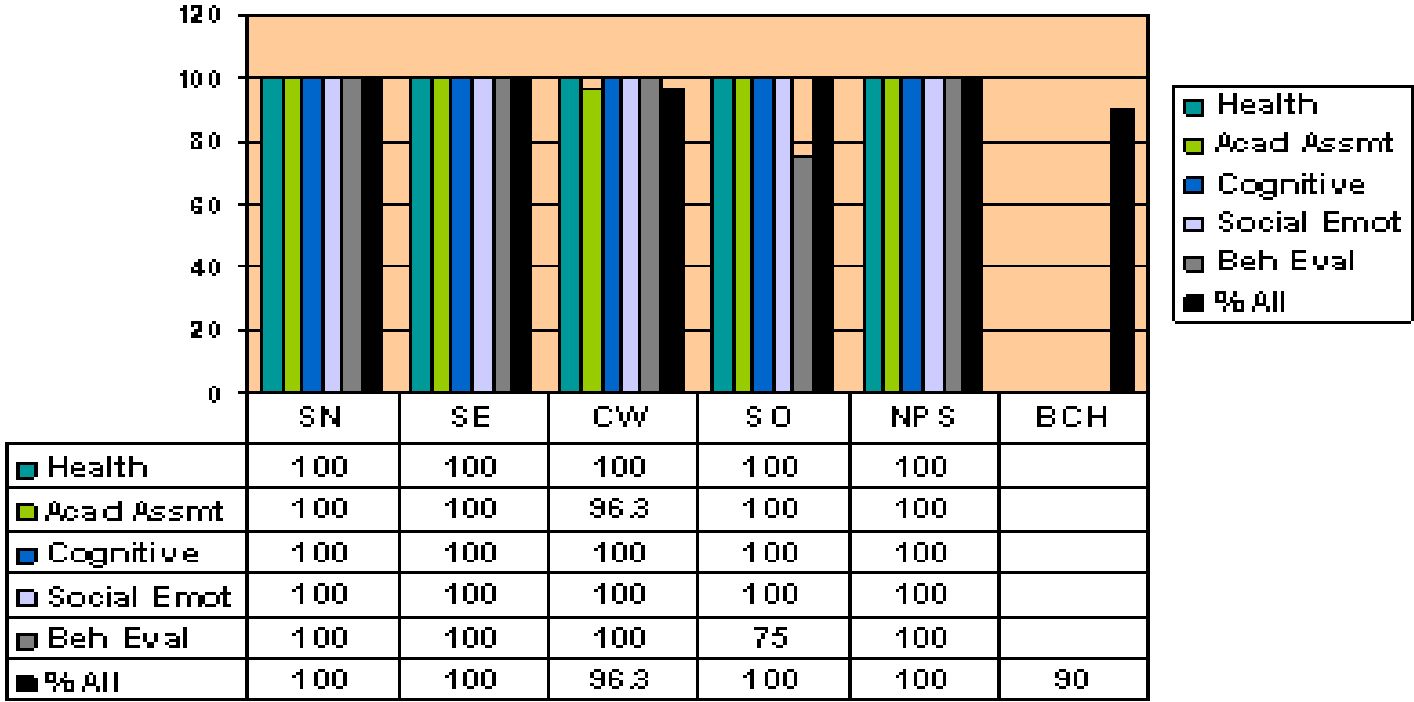 120
100
80
60
40
20
0
Health
Acad Assmt
Cognitive
Social Emot
Beh Eval
% All
SN SE CW SO NPS BCH
Health 100 100 100 100 100
Acad Assmt 100 100 96.3 100 100
Cognitive 100 100 100 100 100
Social Emot 100 100 100 100 100
Beh Eval 100 100 100 75 100
% All 100 100 96.3 100 100 90